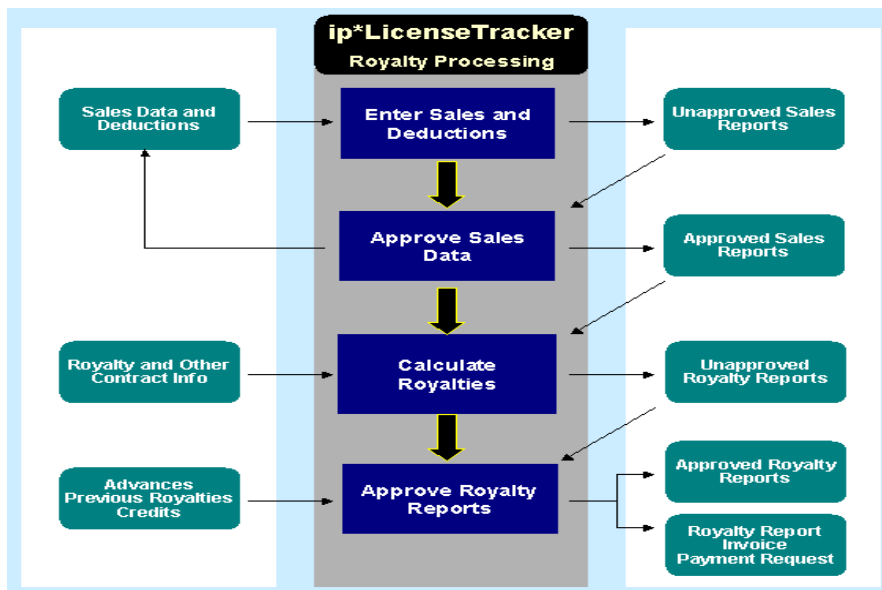 ip*LicenseTracker
Royalty Processing
Sales Data and
Deductions
Enter Sales and
Deductions
Unapproved Sales
Reports
Approve Sales
Data
Approved Sales
Reports
Royalty and Other
Contract Info
Calculate
Royalties
Unapproved
Royalty Reports
Advances
Previous Royalties
Credits
Approve Royalty
Reports
Approved Royalty
Reports
Royalty Report
Invoice
Payment Request